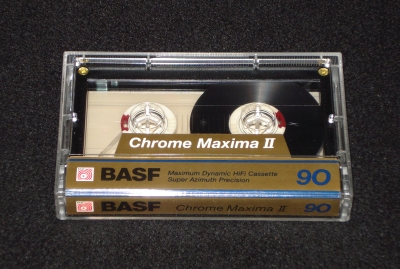 Chrome Maxima II
BASF
Maximum Dynamic HiFi Cassette
Super Azimuth Precision
90
BASF Chrome Maxima II 90